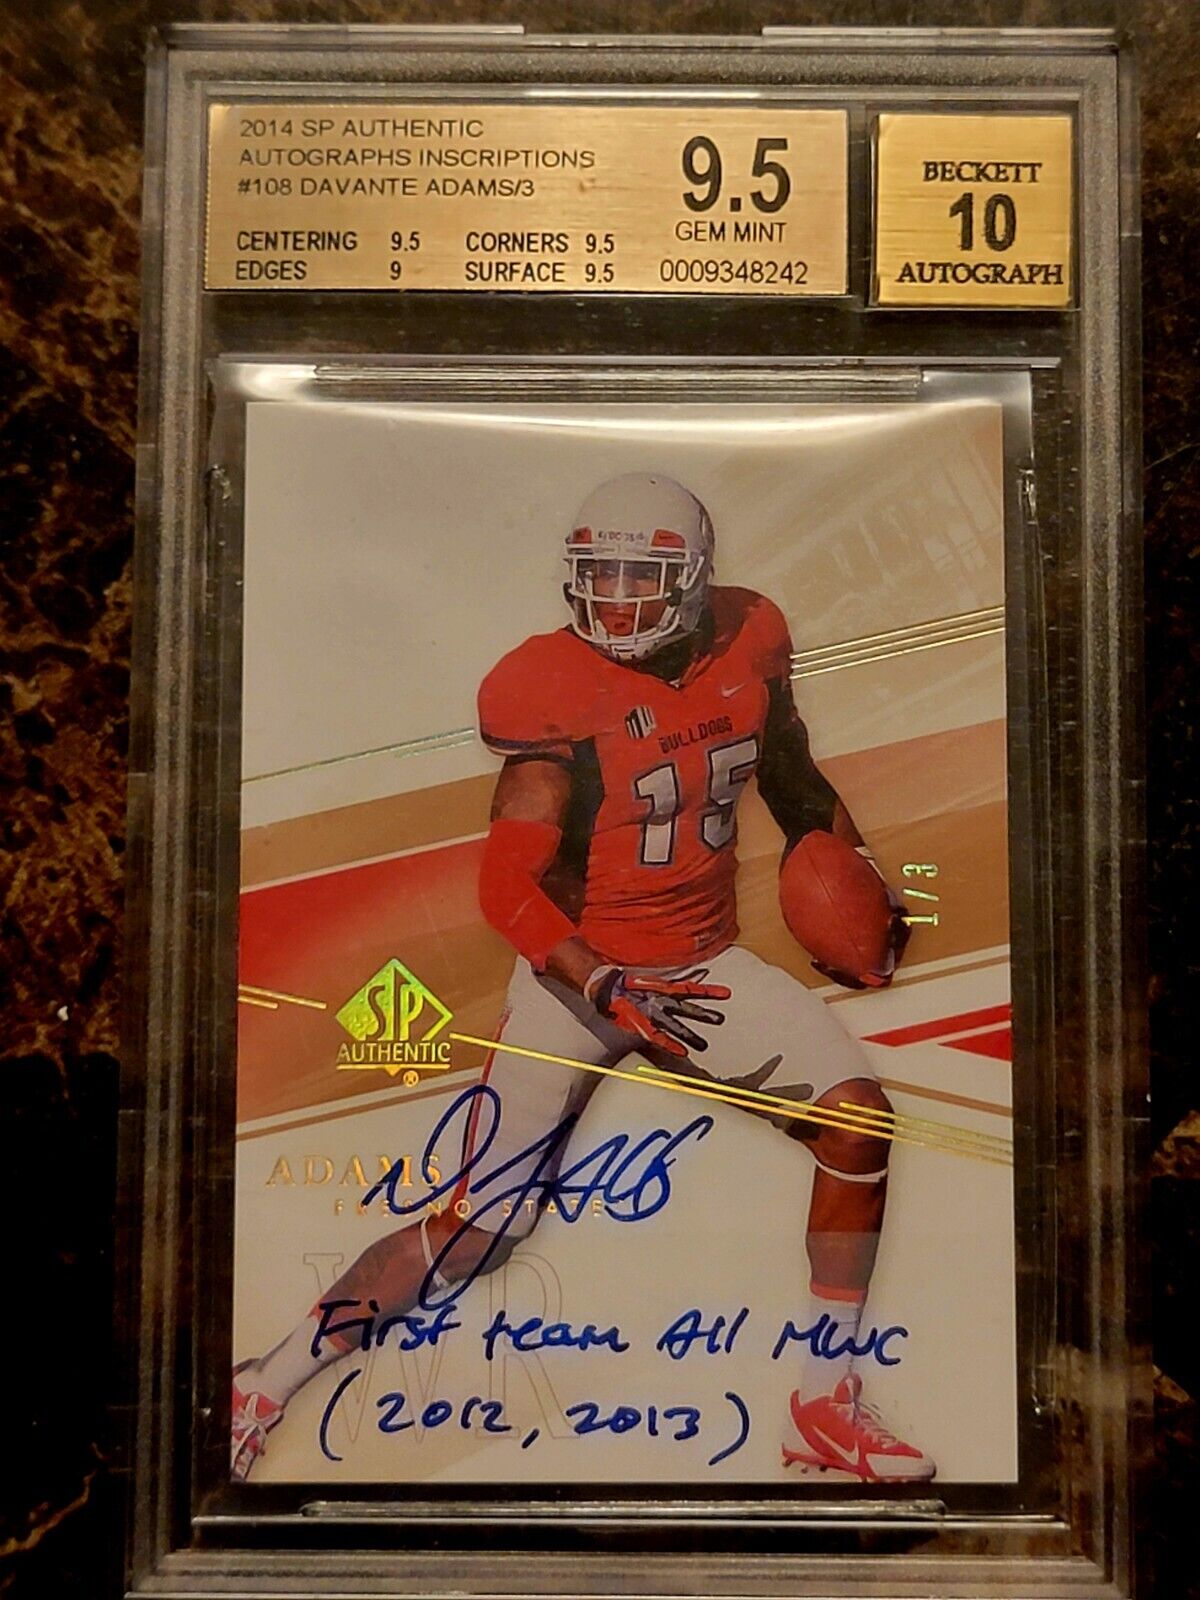 2014 SP AUTHENTIC
AUTOGRAPHS INSCRIPTIONS
#108 DAVANTE ADAMS/3
CENTERING 9.5 CORNERS 9.5
EDGES 9 SURFACE 9.5
9.5
GEM MINT
0009348242
BECKETT
10
AUTOGRAPH
BULLDOGS
15
1/3
SP
AUTHENTIC
®
ADAMS
FRESNO STATE
WR
First team All MWC
(2012, 2013)